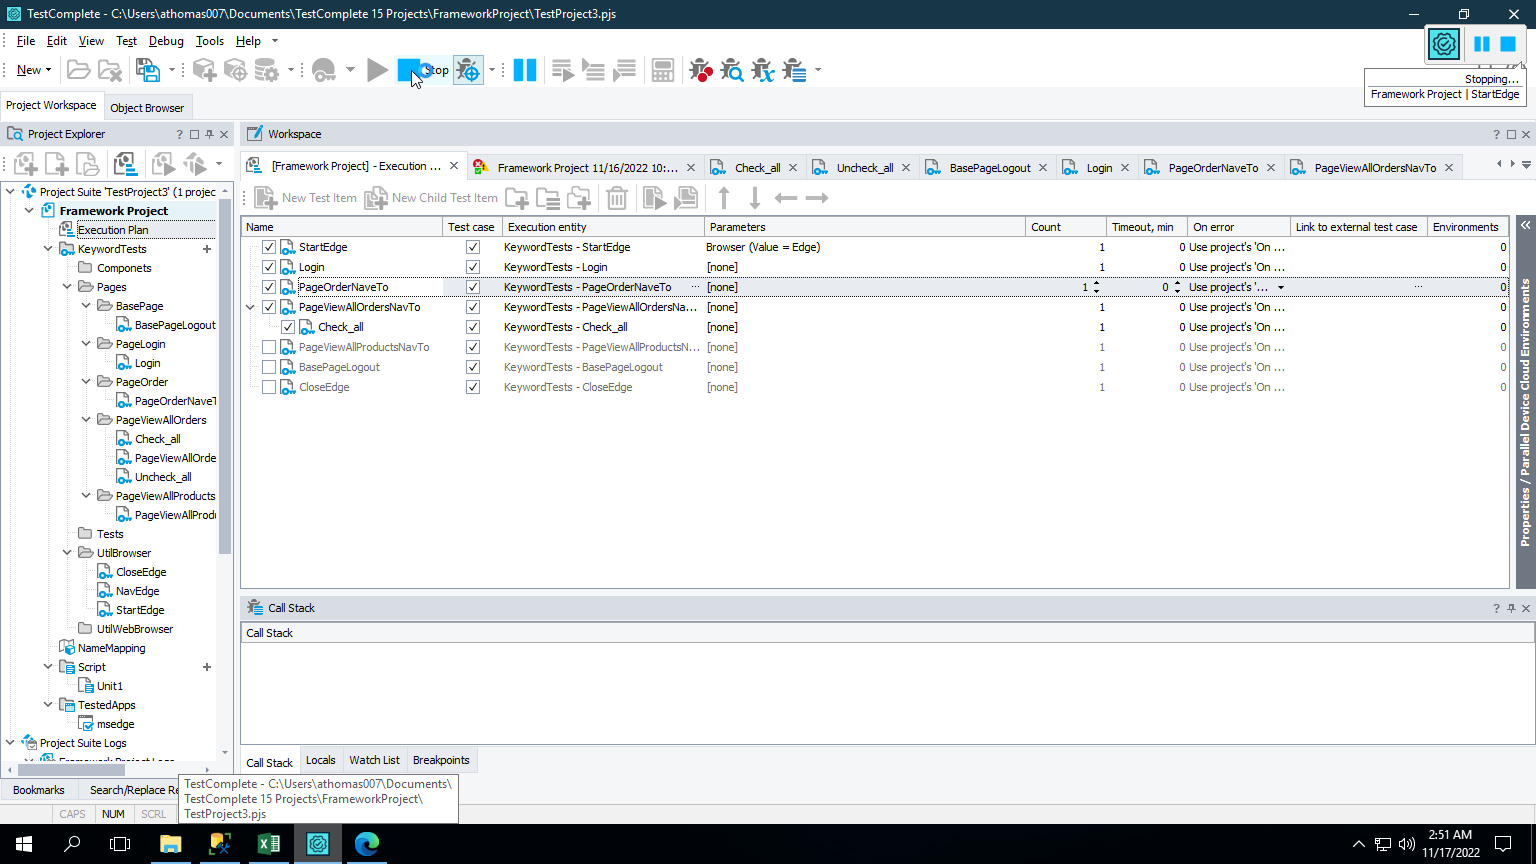 TestComplete - C:\Users\athomas007\Documents\TestComplete 15 Projects\FrameworkProject\TestProject3.pjs
File Edit View Test Debug Tools Help
New
Stop
Stopping...
Framework Project | StartEdge
Project Workspace
Object Browser
Project Explorer
Workspace
[Framework Project] - Execution ...
Framework Project 11/16/2022 10:...
Check_all
Uncheck_all
BasePageLogout
Login
PageOrderNaveTo
PageViewAllOrdersNavTo
New Test Item
New Child Test Item
Project Suite 'TestProject3' (1 projec
Framework Project
Execution Plan
KeywordTests
Componets
Pages
BasePage
BasePageLogout
PageLogin
Login
PageOrder
PageOrderNaveT
PageViewAllOrders
Check_all
PageViewAllOrde
Uncheck_all
PageViewAllProducts
PageViewAllProdu
Tests
UtilBrowser
CloseEdge
NavEdge
StartEdge
UtilWebBrowser
NameMapping
Script
Unit1
TestedApps
msedge
Project Suite Logs
Name Test case Execution entity Parameters Count Timeout, min On error Link to external test case Environments
StartEdge KeywordTests - StartEdge Browser (Value = Edge) 1 0 Use project's 'On ... 0
Login KeywordTests - Login [none] 1 0 Use project's 'On ... 0
PageOrderNaveTo KeywordTests - PageOrderNaveTo ... [none] 1 0 Use project's '... ... 0
PageViewAllOrdersNavTo KeywordTests - PageViewAllOrdersNa... [none] 1 0 Use project's 'On ... 0
Check_all KeywordTests - Check_all [none] 1 0 Use project's 'On ... 0
PageViewAllProductsNavTo KeywordTests - PageViewAllProductsN... [none] 1 0 Use project's 'On ... 0
BasePageLogout KeywordTests - BasePageLogout [none] 1 0 Use project's 'On ... 0
CloseEdge KeywordTests - CloseEdge [none] 1 0 Use project's 'On ... 0
Properties / Parallel Device Cloud Environments
Call Stack
Call Stack
Call Stack Locals Watch List Breakpoints
Bookmarks Search/Replace Re
TestComplete - C:\Users\athomas007\Documents\
TestComplete 15 Projects\FrameworkProject\
TestProject3.pjs
CAPS NUM SCRL
2:51 AM
11/17/2022